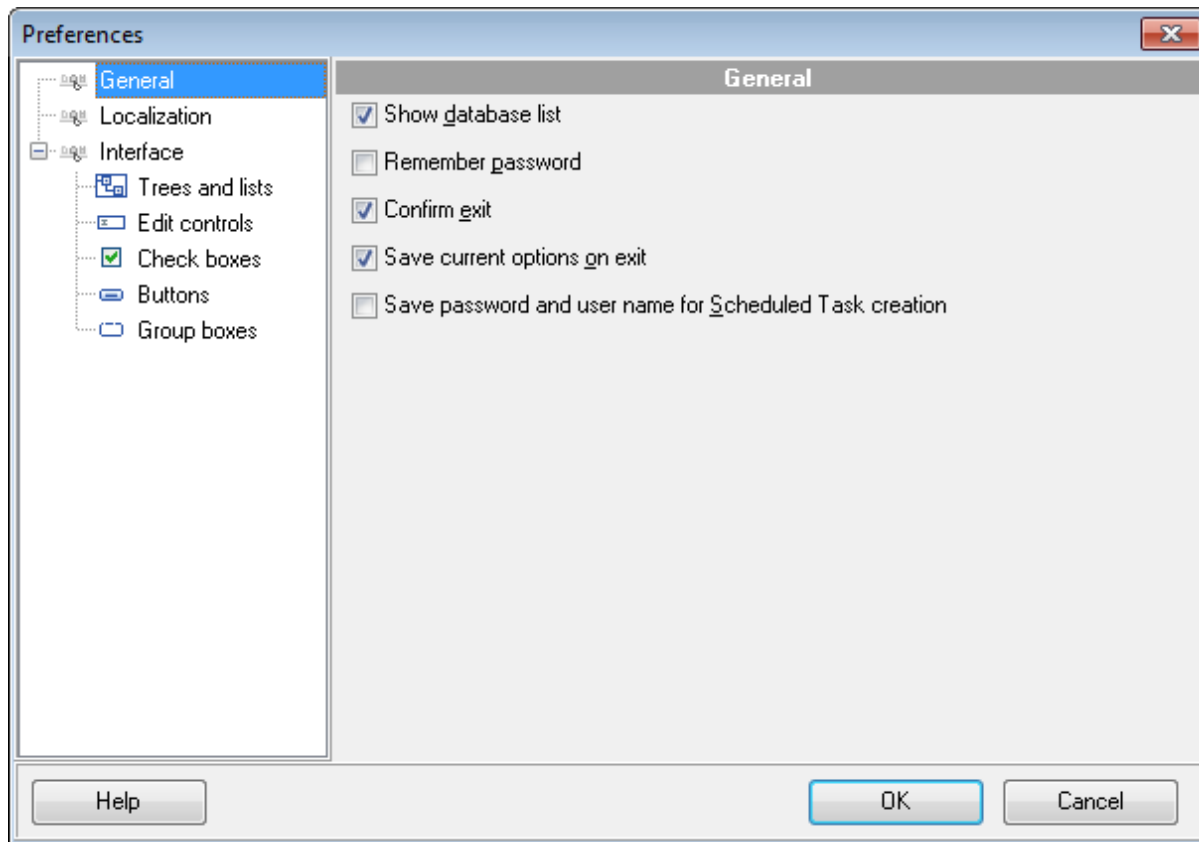 Preferences
General
Localization
Interface
Trees and lists
Edit controls
Check boxes
Buttons
Group boxes
General
Show database list
Remember password
Confirm exit
Save current options on exit
Save password and user name for Scheduled Task creation
Help
OK
Cancel